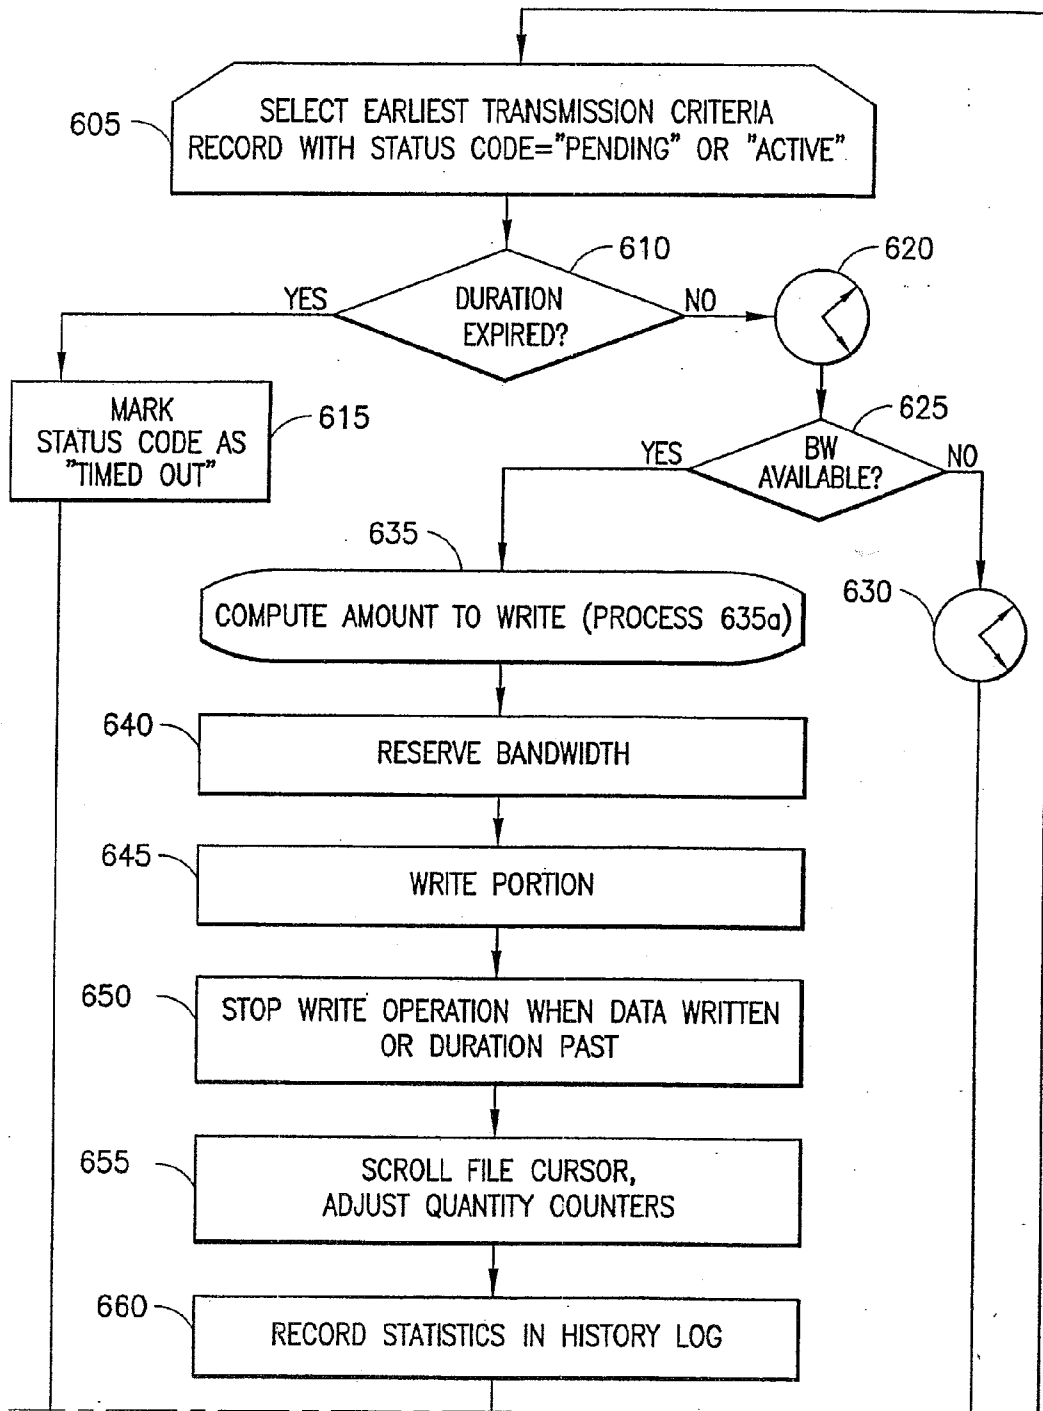 605
SELECT EARLIEST TRANSMISSION CRITERIA
RECORD WITH STATUS CODE="PENDING" OR "ACTIVE"
610
620
YES
DURATION
EXPIRED?
NO
MARK
STATUS CODE AS
"TIMED OUT"
615
625
YES
BW
AVAILABLE?
NO
635
COMPUTE AMOUNT TO WRITE (PROCESS 635a)
630
640
RESERVE BANDWIDTH
645
WRITE PORTION
650
STOP WRITE OPERATION WHEN DATA WRITTEN
OR DURATION PAST
655
SCROLL FILE CURSOR,
ADJUST QUANTITY COUNTERS
660
RECORD STATISTICS IN HISTORY LOG